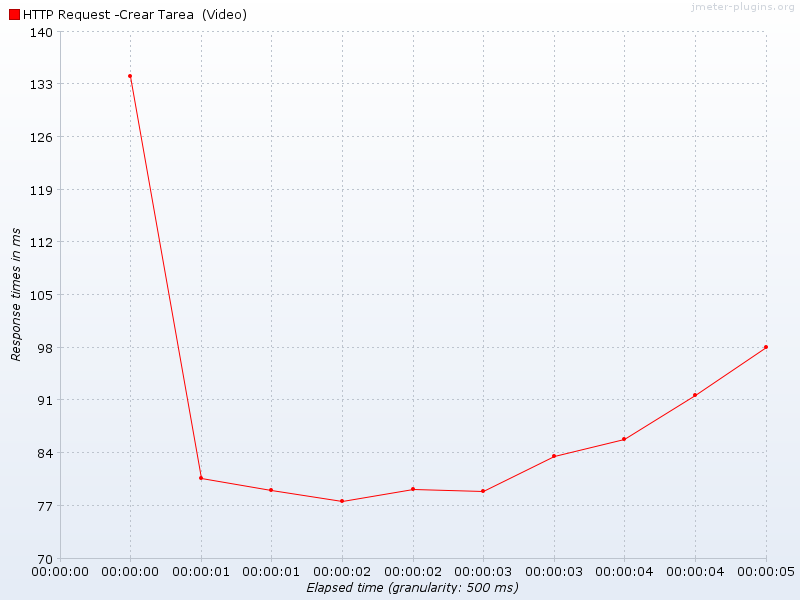 jmeter-plugins.org
HTTP Request -Crear Tarea  (Video)
140
133
126
119
112
105
98
91
84
77
70
Response times in ms
00:00:00 00:00:00 00:00:01 00:00:01 00:00:02 00:00:02 00:00:03 00:00:03 00:00:04 00:00:04 00:00:05
Elapsed time (granularity: 500 ms)